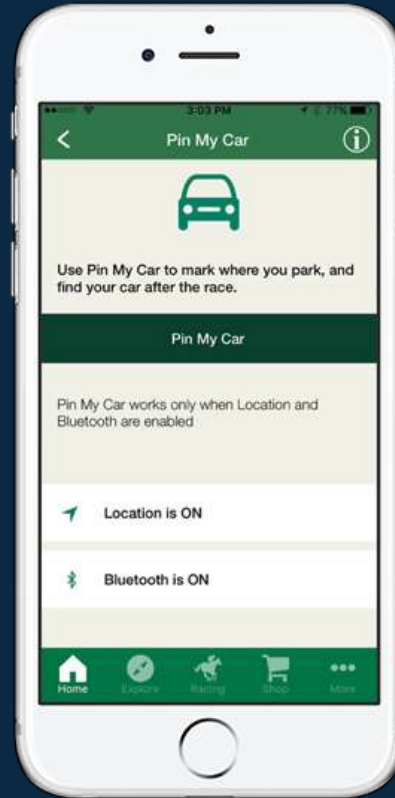 3:03 PM
77%
Pin My Car
Use Pin My Car to mark where you park, and
find your car after the race.
Pin My Car
Pin My Car works only when Location and
Bluetooth are enabled
Location is ON
Bluetooth is ON
Home
Explore
Racing
Shop
More